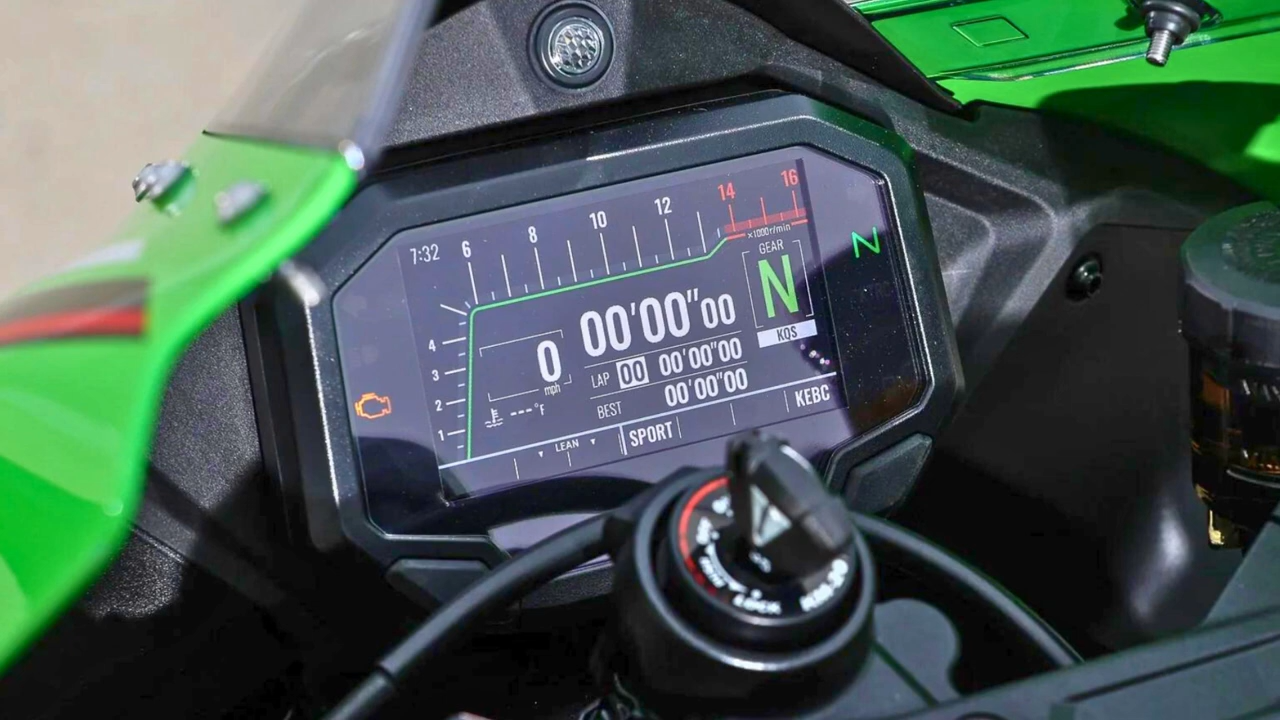 7:32
6 8 10 12 14 16
×1000r/min
4
3
2
1
GEAR
N
N
KQS
00'00"00
0
mph
LAP 00 00'00"00
BEST 00'00"00
---°F
LEAN
SPORT
KEBC
LOCK